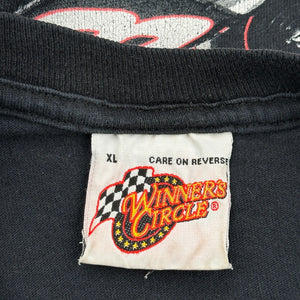 XL CARE ON REVERSE
WINNER'S
CIRCLE ®